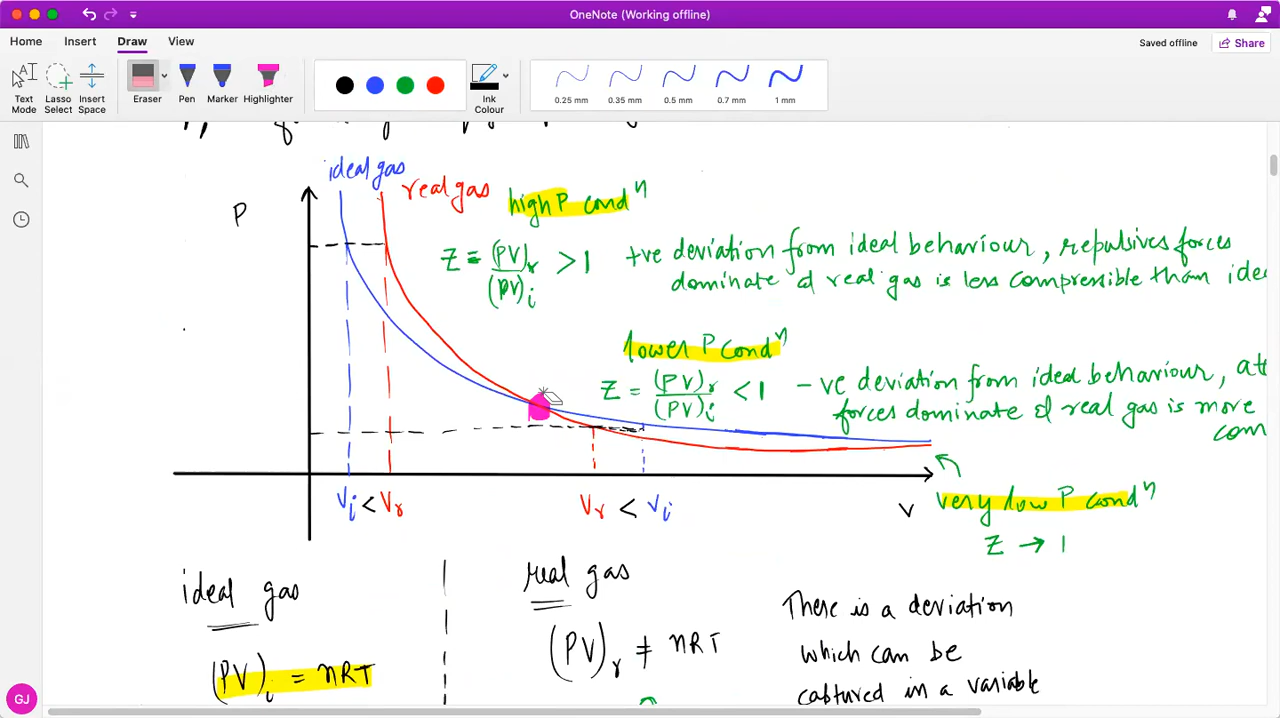 OneNote (Working offline)
Home Insert Draw View
Saved offline
Share
Text Mode
Lasso Select
Insert Space
Eraser
Pen
Marker
Highlighter
Ink Colour
0.25 mm
0.35 mm
0.5 mm
0.7 mm
1 mm
ideal gas
real gas
high P condⁿ
P
Z = (PV)r / (PV)i > 1
+ve deviation from ideal behaviour, repulsives forces
dominate & real gas is less compressible than ide
lower P condⁿ
Z = (PV)r / (PV)i < 1
-ve deviation from ideal behaviour, att
forces dominate & real gas is more
com
Vi < Vr
Vr < Vi
V
very low P condⁿ
Z → 1
ideal gas
real gas
There is a deviation
(PV)i = nRT
(PV)r ≠ nRT
which can be
captured in a variable
GJ